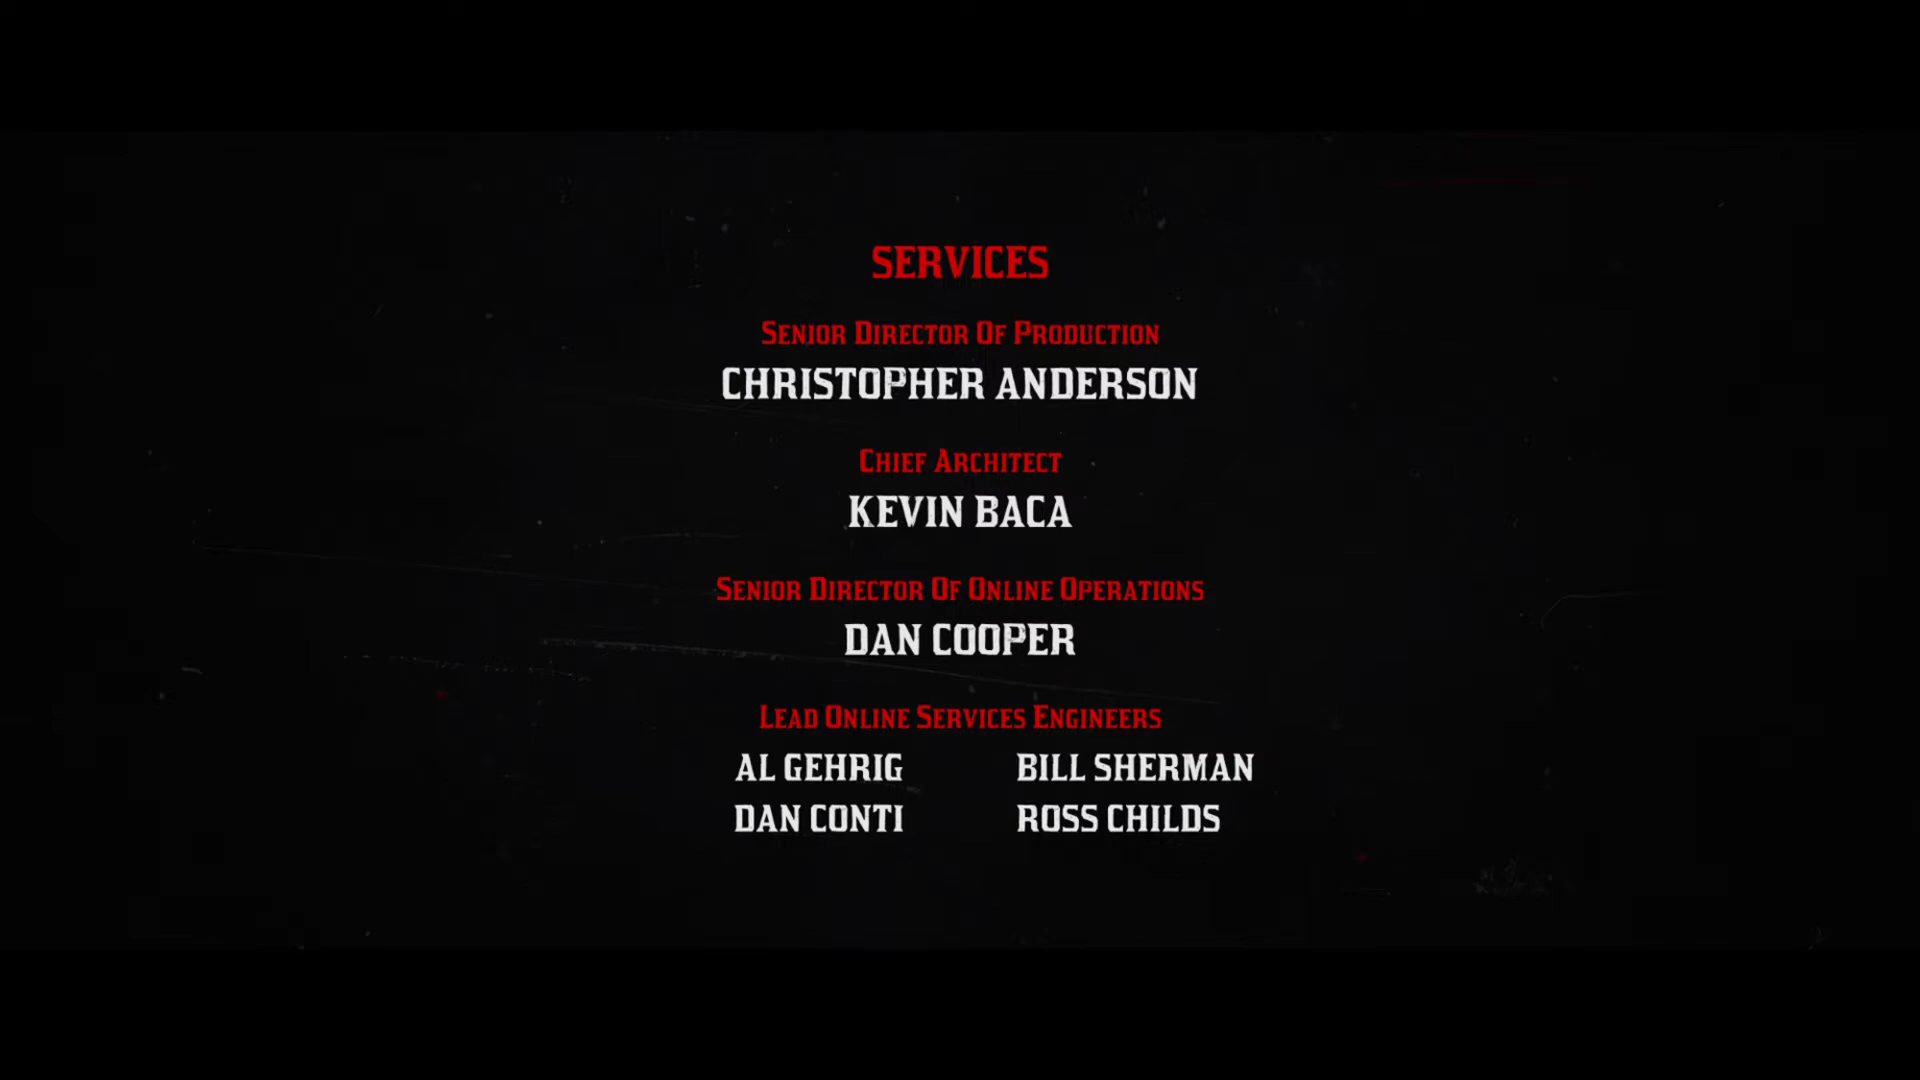 SERVICES
SENIOR DIRECTOR OF PRODUCTION
CHRISTOPHER ANDERSON
CHIEF ARCHITECT
KEVIN BACA
SENIOR DIRECTOR OF ONLINE OPERATIONS
DAN COOPER
LEAD ONLINE SERVICES ENGINEERS
AL GEHRIG BILL SHERMAN
DAN CONTI ROSS CHILDS